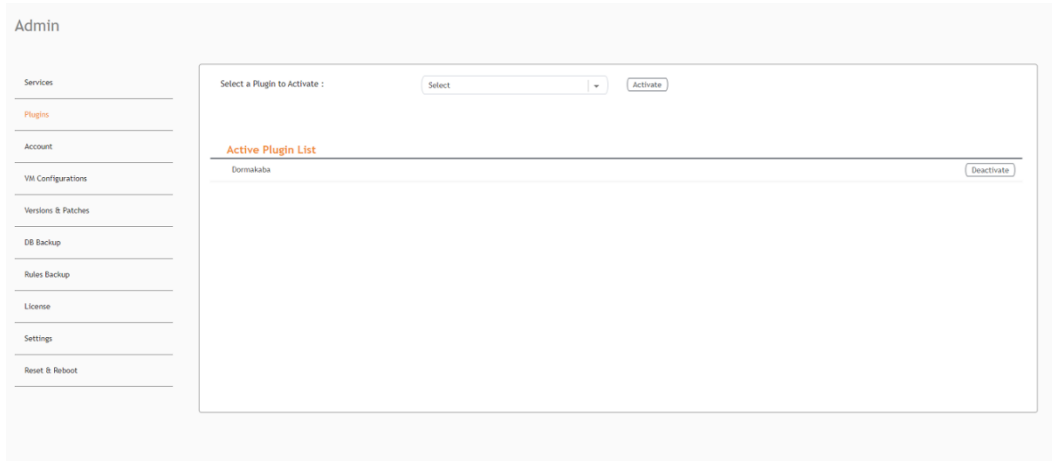 Admin
Services
Plugins
Account
VM Configurations
Versions & Patches
DB Backup
Rules Backup
License
Settings
Reset & Reboot
Select a Plugin to Activate :
Select
Activate
Active Plugin List
Dormakaba
Deactivate